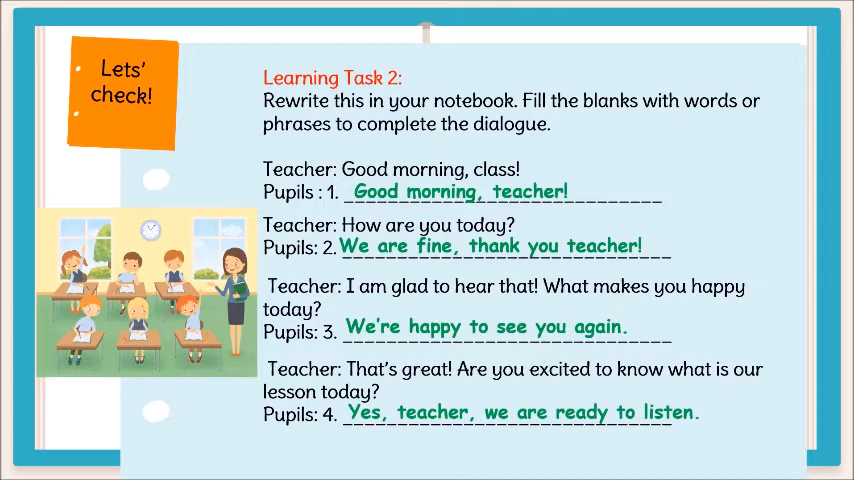 Lets'
check!
Learning Task 2:
Rewrite this in your notebook. Fill the blanks with words or
phrases to complete the dialogue.
Teacher: Good morning, class!
Pupils : 1. Good morning, teacher!
Teacher: How are you today?
Pupils: 2. We are fine, thank you teacher!
Teacher: I am glad to hear that! What makes you happy
today?
Pupils: 3. We're happy to see you again.
Teacher: That's great! Are you excited to know what is our
lesson today?
Pupils: 4. Yes, teacher, we are ready to listen.